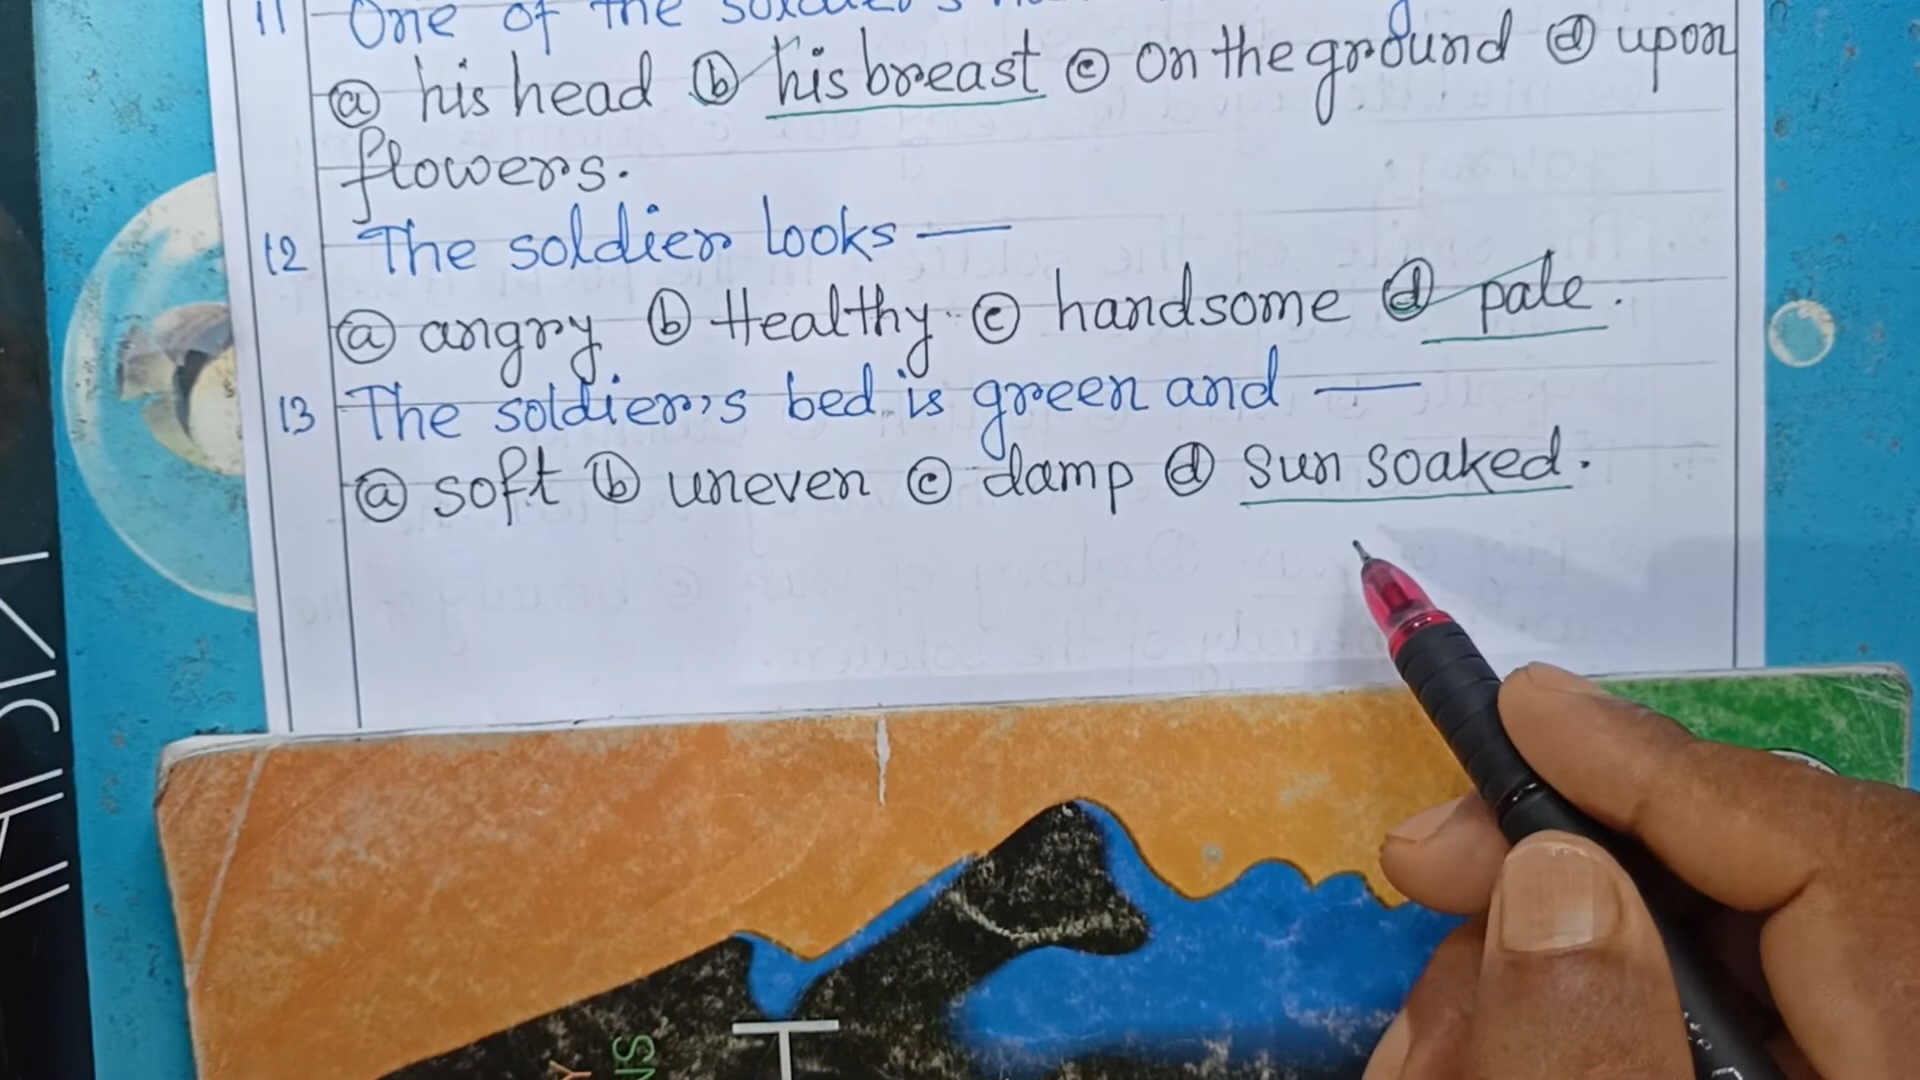 11 One of the soldier's
ⓐ his head ⓑ his breast ⓒ on the ground ⓓ upon
flowers.
12 The soldier looks —
ⓐ angry ⓑ Healthy ⓒ handsome ⓓ pale.
13 The soldier's bed is green and —
ⓐ soft ⓑ uneven ⓒ damp ⓓ sun soaked.